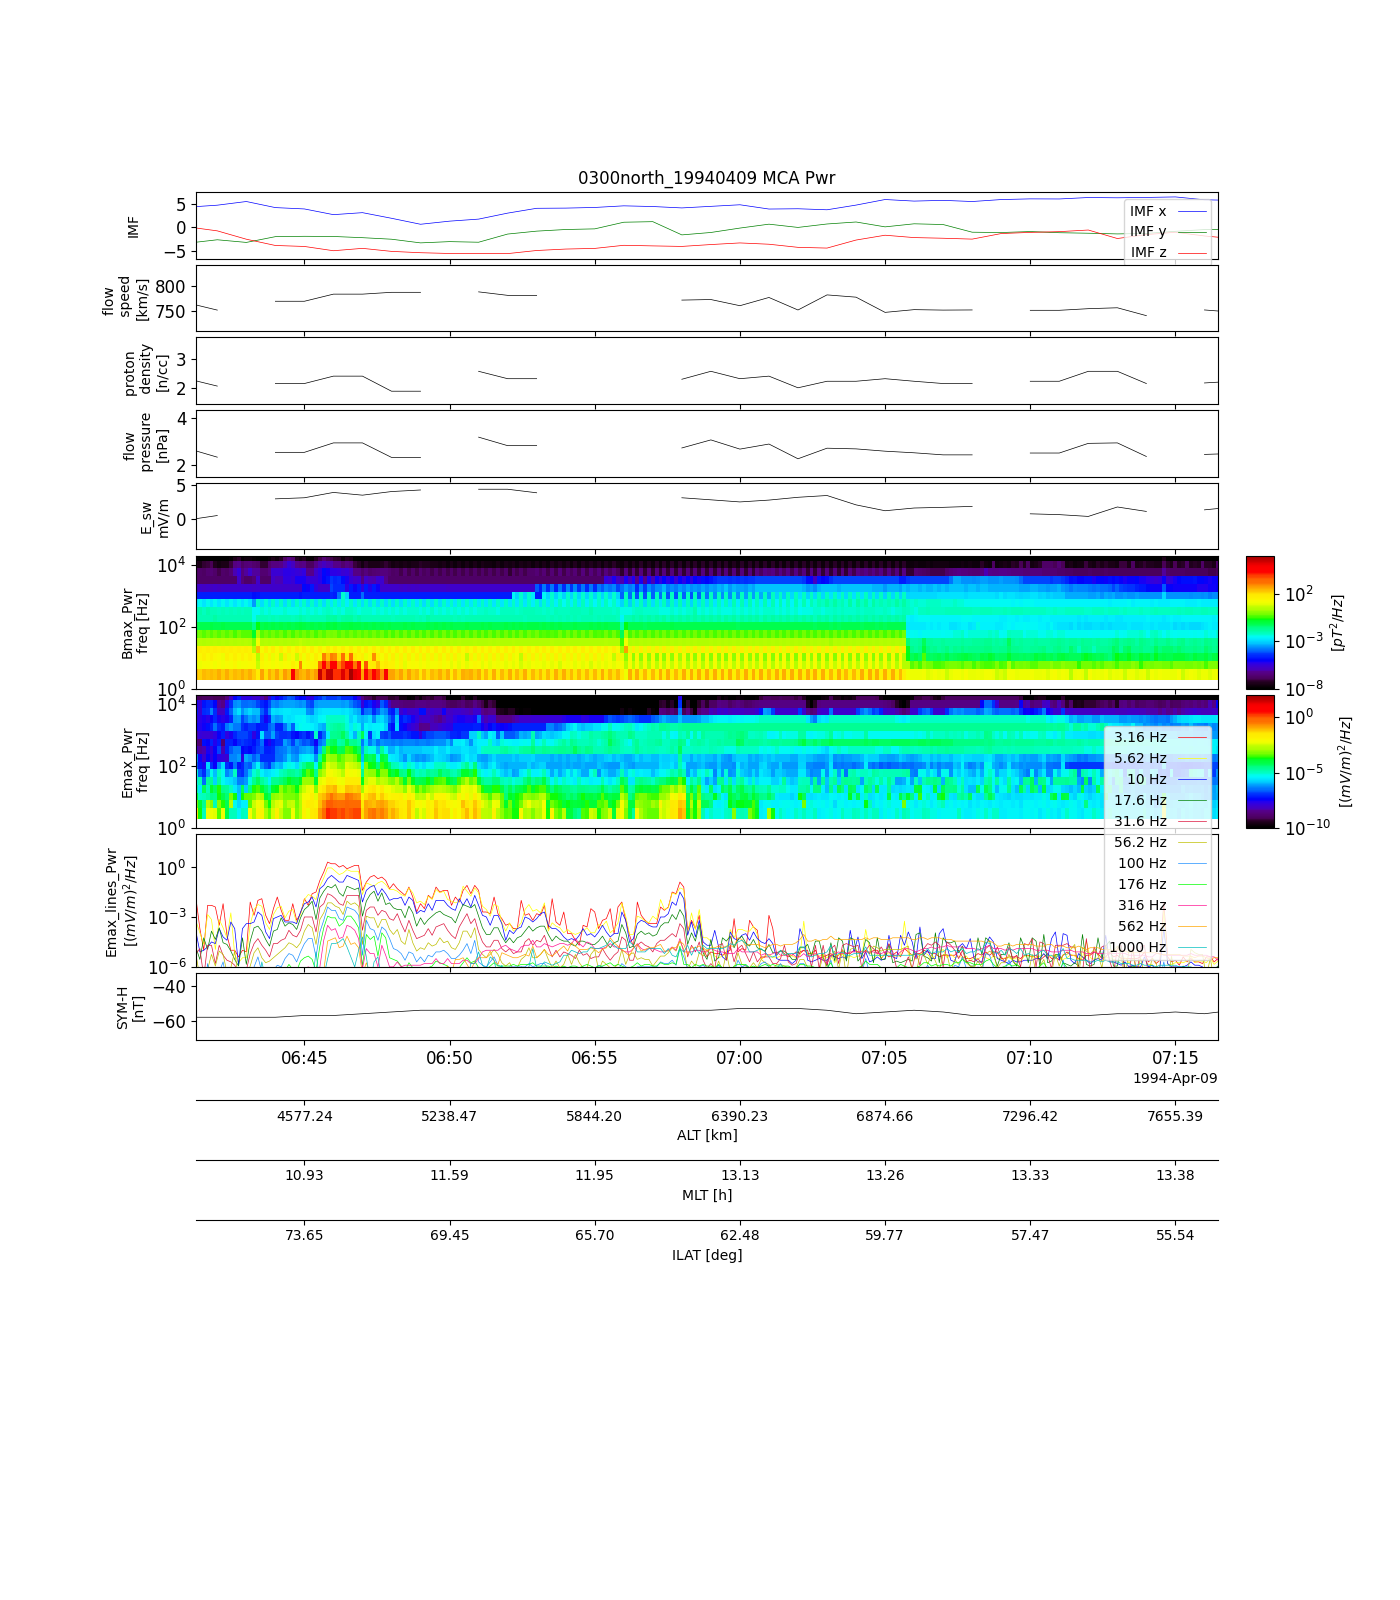 0300north_19940409 MCA Pwr
5
0
−5
IMF
IMF x
IMF y
IMF z
800
750
flow
speed
[km/s]
3
2
proton
density
[n/cc]
4
2
flow
pressure
[nPa]
5
0
E_sw
mV/m
10^4
10^2
10^0
Bmax_Pwr
freq [Hz]
10^2
10^−3
10^−8
[pT^2/Hz]
10^4
10^2
10^0
Emax_Pwr
freq [Hz]
10^0
10^−5
10^−10
[(mV/m)^2/Hz]
3.16 Hz
5.62 Hz
10 Hz
17.6 Hz
31.6 Hz
56.2 Hz
100 Hz
176 Hz
316 Hz
562 Hz
1000 Hz
10^0
10^−3
10^−6
Emax_lines_Pwr
[(mV/m)^2/Hz]
−40
−60
SYM-H
[nT]
06:45 06:50 06:55 07:00 07:05 07:10 07:15
1994-Apr-09
4577.24 5238.47 5844.20 6390.23 6874.66 7296.42 7655.39
ALT [km]
10.93 11.59 11.95 13.13 13.26 13.33 13.38
MLT [h]
73.65 69.45 65.70 62.48 59.77 57.47 55.54
ILAT [deg]